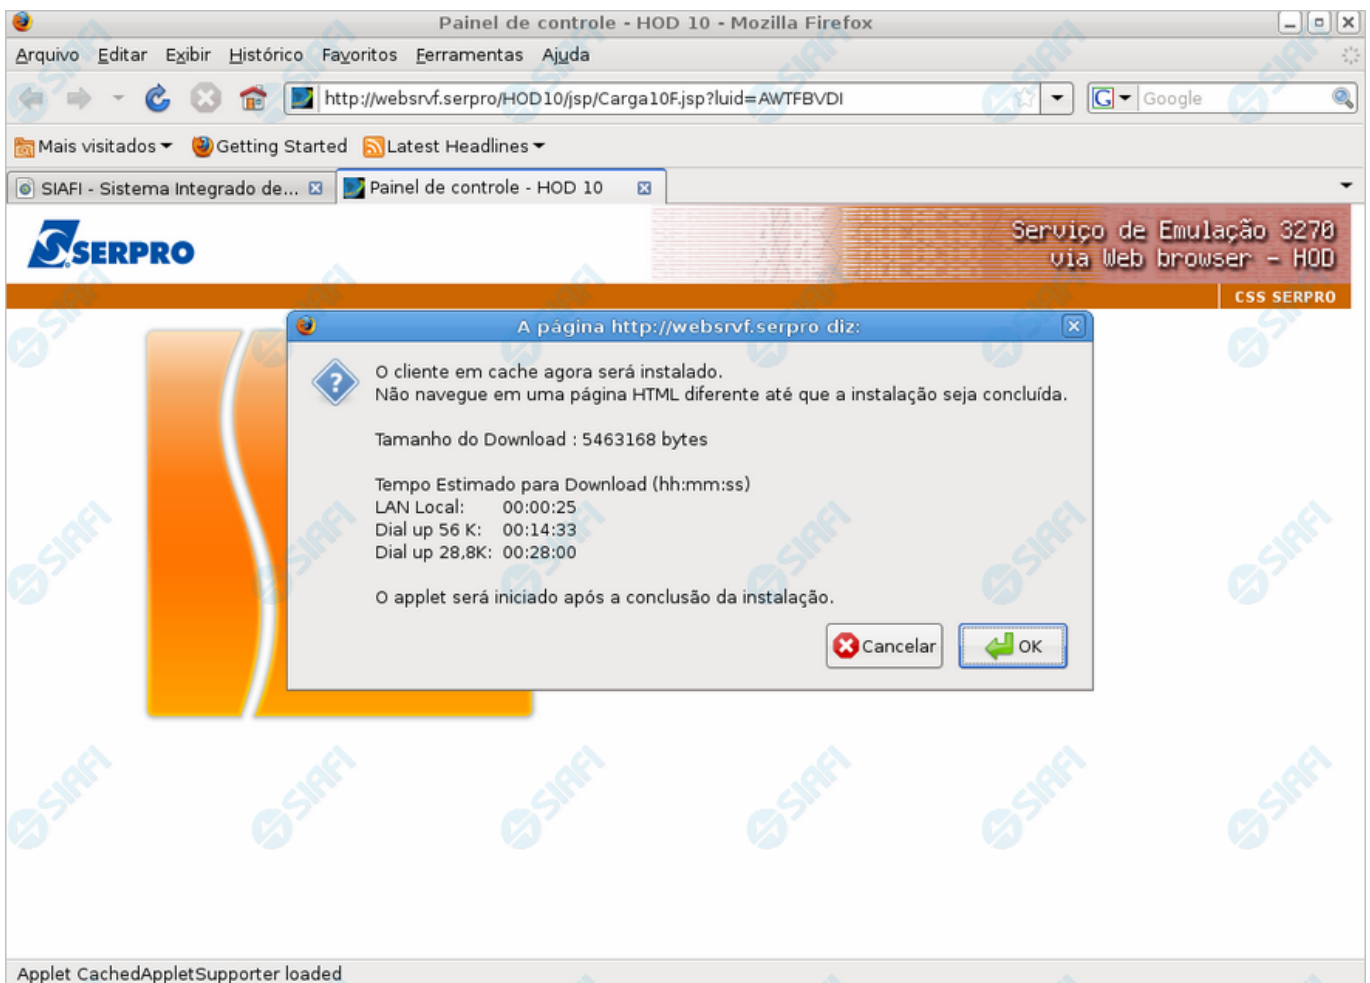 Painel de controle - HOD 10 - Mozilla Firefox
Arquivo Editar Exibir Histórico Favoritos Ferramentas Ajuda
http://websrvf.serpro/HOD10/jsp/Carga10F.jsp?luid=AWTFBVDI
G Google
Mais visitados Getting Started Latest Headlines
SIAFI - Sistema Integrado de... Painel de controle - HOD 10
SERPRO
Serviço de Emulação 3270
via Web browser - HOD
CSS SERPRO
A página http://websrvf.serpro diz:
O cliente em cache agora será instalado.
Não navegue em uma página HTML diferente até que a instalação seja concluída.
Tamanho do Download : 5463168 bytes
Tempo Estimado para Download (hh:mm:ss)
LAN Local: 00:00:25
Dial up 56 K: 00:14:33
Dial up 28,8K: 00:28:00
O applet será iniciado após a conclusão da instalação.
Cancelar OK
SIAFI
Applet CachedAppletSupporter loaded